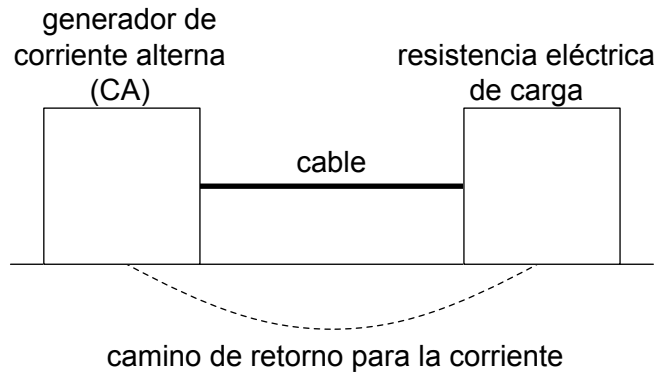 generador de
corriente alterna
(CA)
resistencia eléctrica
de carga
cable
camino de retorno para la corriente